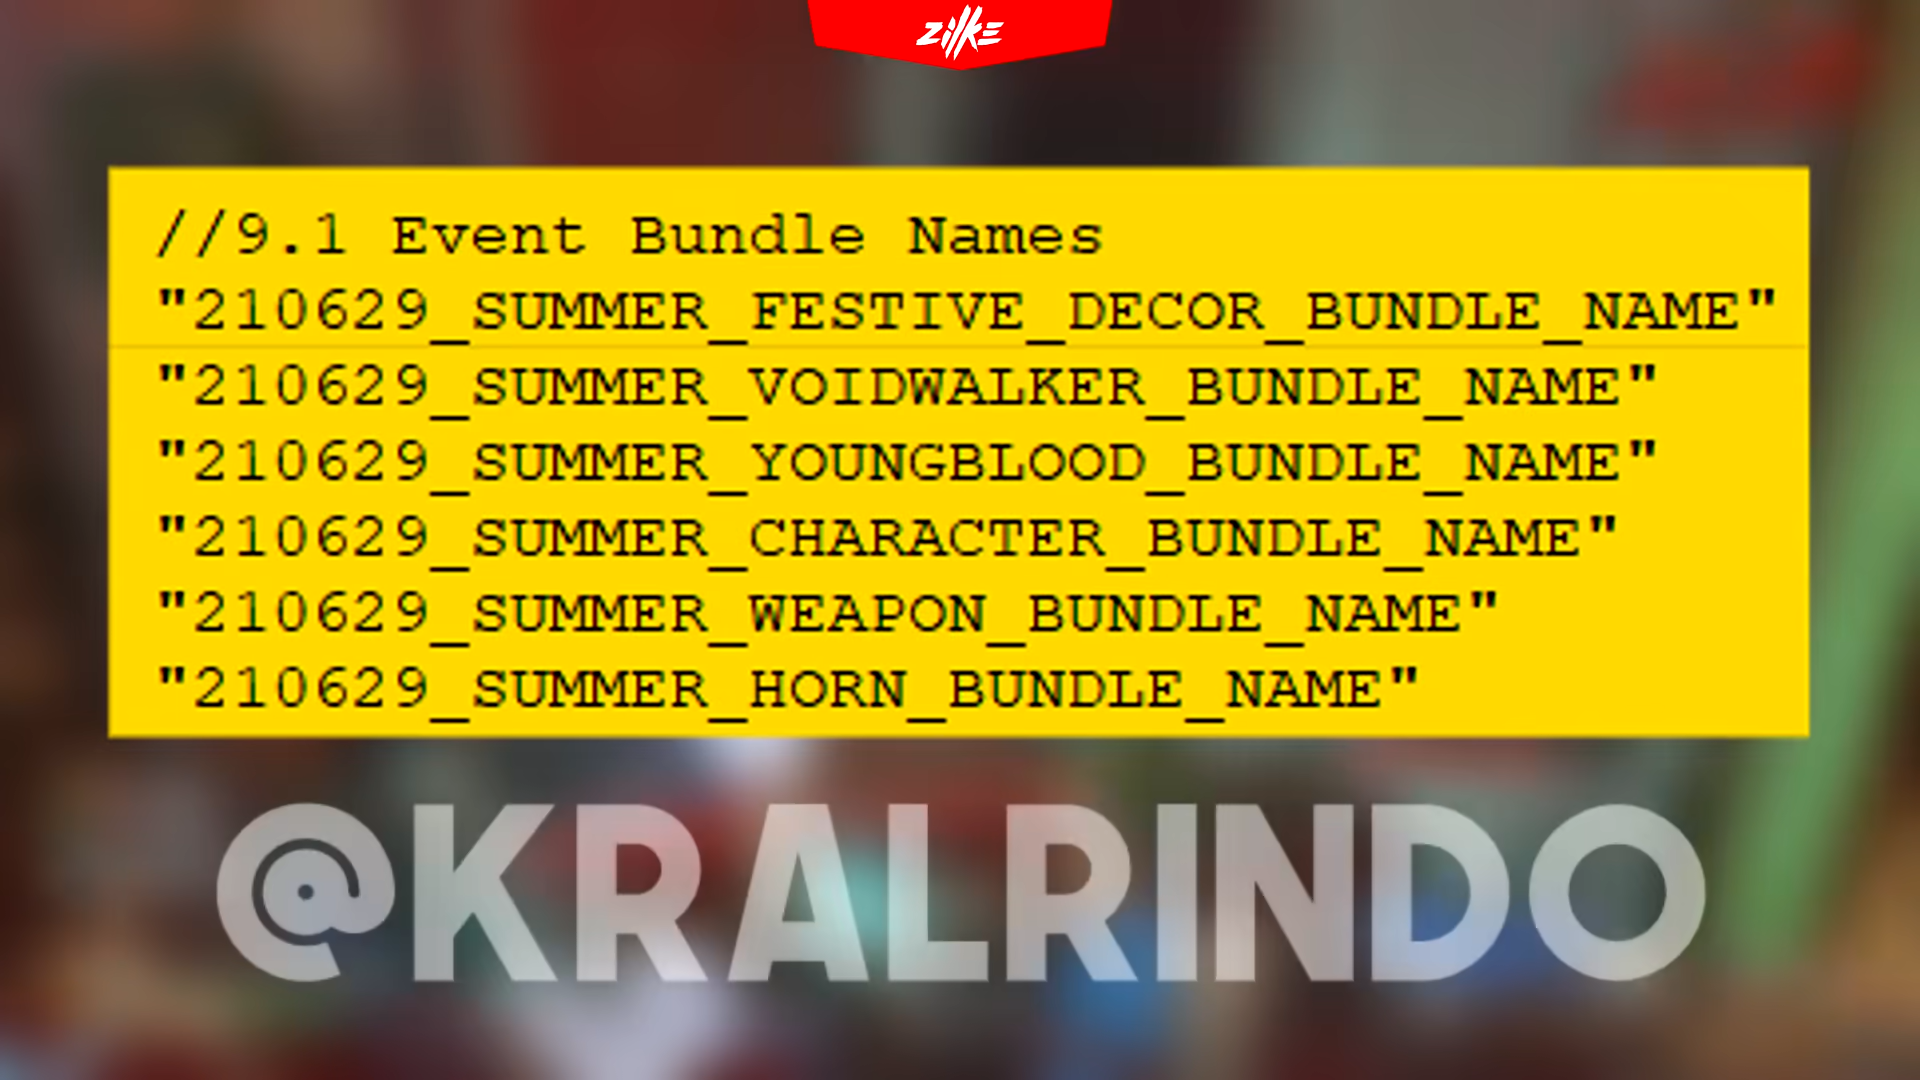 ZiLKE
//9.1 Event Bundle Names
"210629_SUMMER_FESTIVE_DECOR_BUNDLE_NAME"
"210629_SUMMER_VOIDWALKER_BUNDLE_NAME"
"210629_SUMMER_YOUNGBLOOD_BUNDLE_NAME"
"210629_SUMMER_CHARACTER_BUNDLE_NAME"
"210629_SUMMER_WEAPON_BUNDLE_NAME"
"210629_SUMMER_HORN_BUNDLE_NAME"
@KRALRINDO